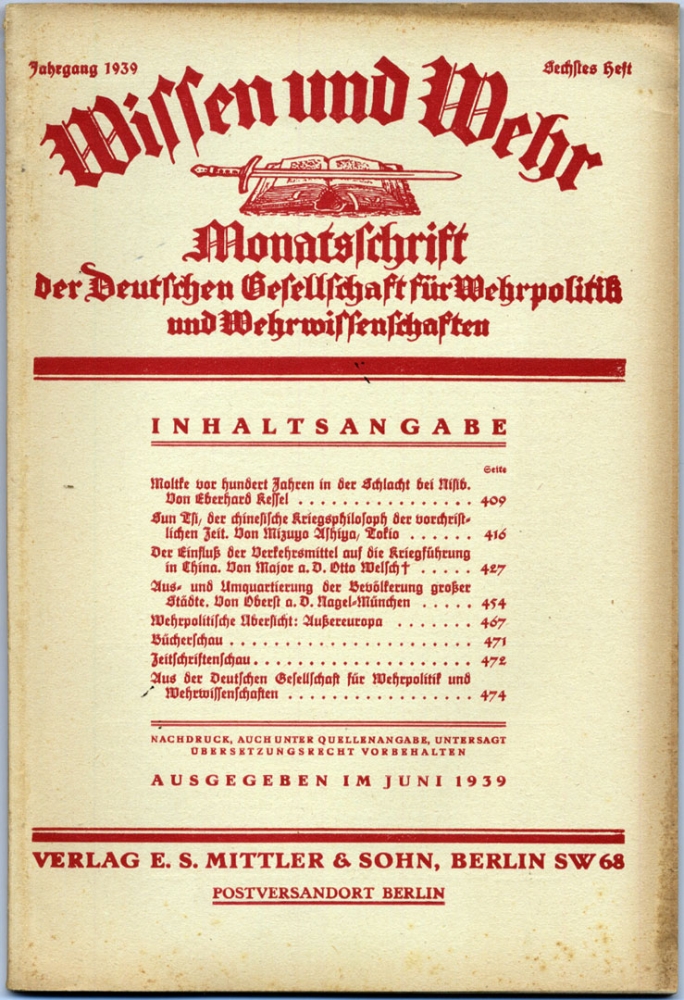 Jahrgang 1939
Sechstes Heft
Wissen und Wehr
Monatsschrift
der Deutschen Gesellschaft für Wehrpolitik
und Wehrwissenschaften
INHALTSANGABE
Seite
Moltke vor hundert Jahren in der Schlacht bei Nisib.
Von Eberhard Kessel . . . . . . . . . . . . . . . . 409
Sun Tsi, der chinesische Kriegsphilosoph der vorchrist-
lichen Zeit. Von Mizuyo Ashiya, Tokio . . . . . . 416
Der Einfluß der Verkehrsmittel auf die Kriegführung
in China. Von Major a. D. Otto Welsch † . . . . . 427
Aus- und Umquartierung der Bevölkerung großer
Städte. Von Oberst a. D. Nagel-München . . . . . 454
Wehrpolitische Übersicht: Außereuropa . . . . . . . 467
Bücherschau . . . . . . . . . . . . . . . . . . . . . . 471
Zeitschriftenschau . . . . . . . . . . . . . . . . . . . . 472
Aus der Deutschen Gesellschaft für Wehrpolitik und
Wehrwissenschaften . . . . . . . . . . . . . . . . . 474
NACHDRUCK, AUCH UNTER QUELLENANGABE, UNTERSAGT
ÜBERSETZUNGSRECHT VORBEHALTEN
AUSGEGEBEN IM JUNI 1939
VERLAG E. S. MITTLER & SOHN, BERLIN SW 68
POSTVERSANDORT BERLIN